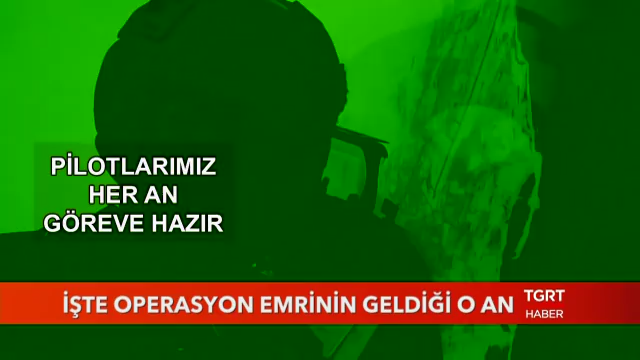 PİLOTLARIMIZ
HER AN
GÖREVE HAZIR
İŞTE OPERASYON EMRİNİN GELDİĞİ O AN
TGRT
HABER